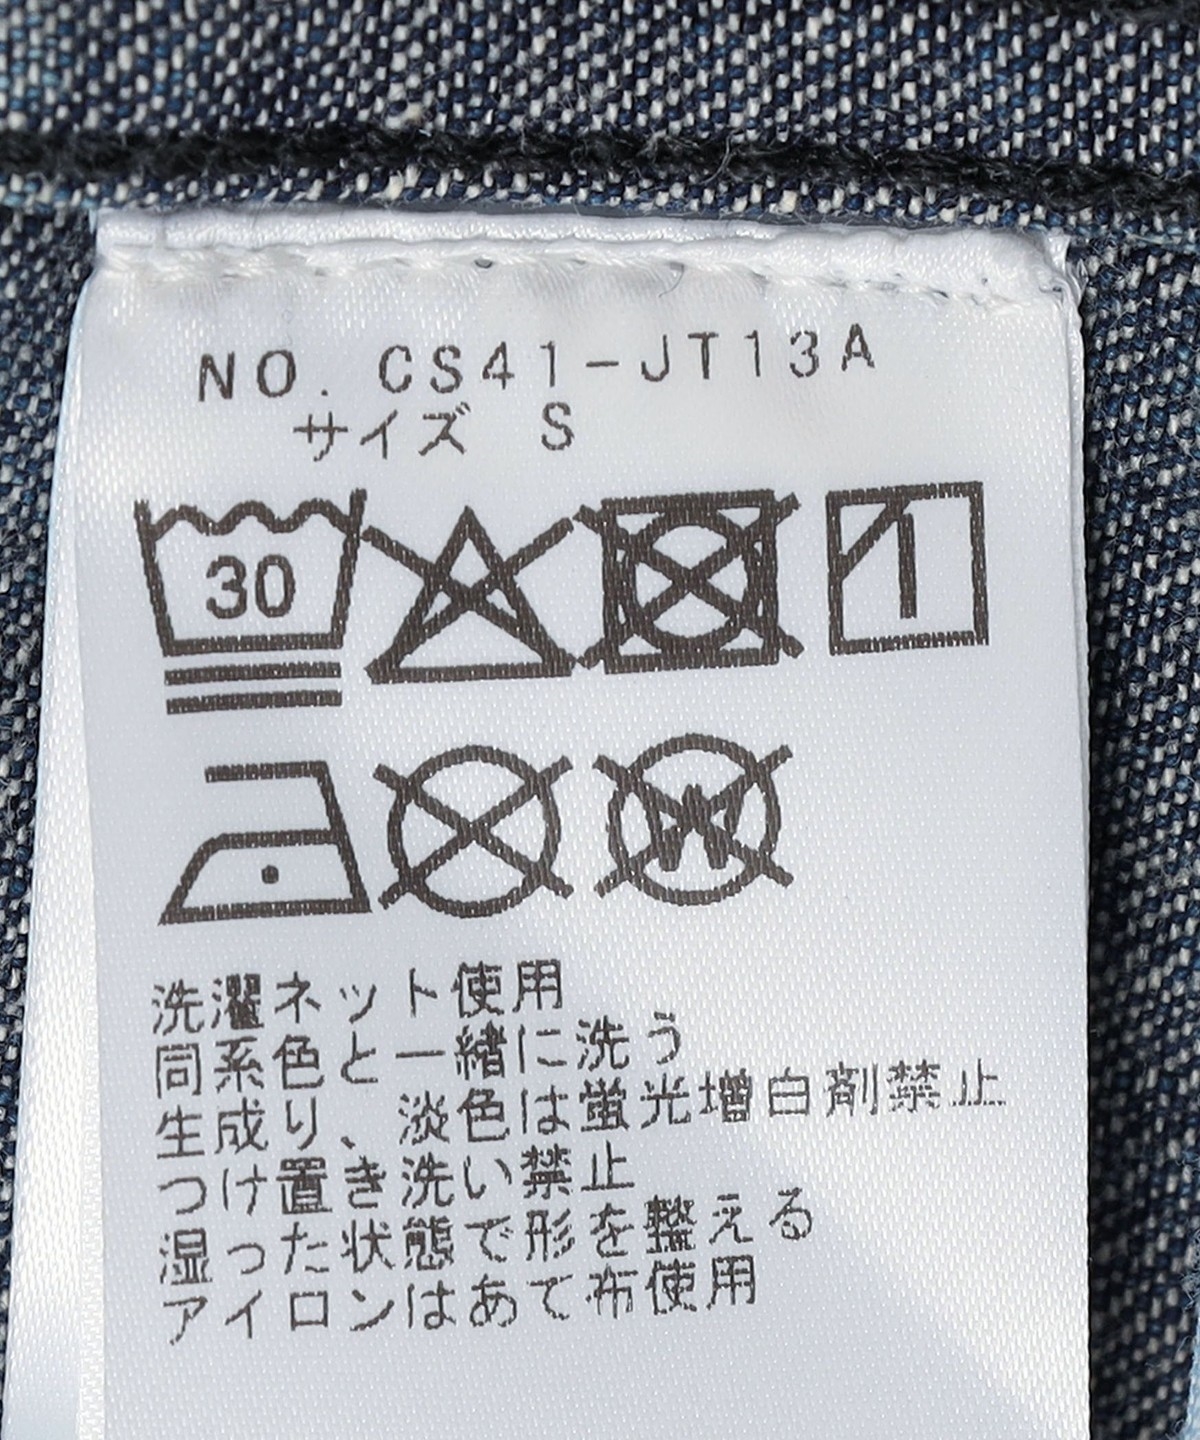 NO. CS41-JT13A
サイズ S
30
W
洗濯ネット使用
同系色と一緒に洗う
生成り、淡色は蛍光増白剤禁止
つけ置き洗い禁止
湿った状態で形を整える
アイロンはあて布使用